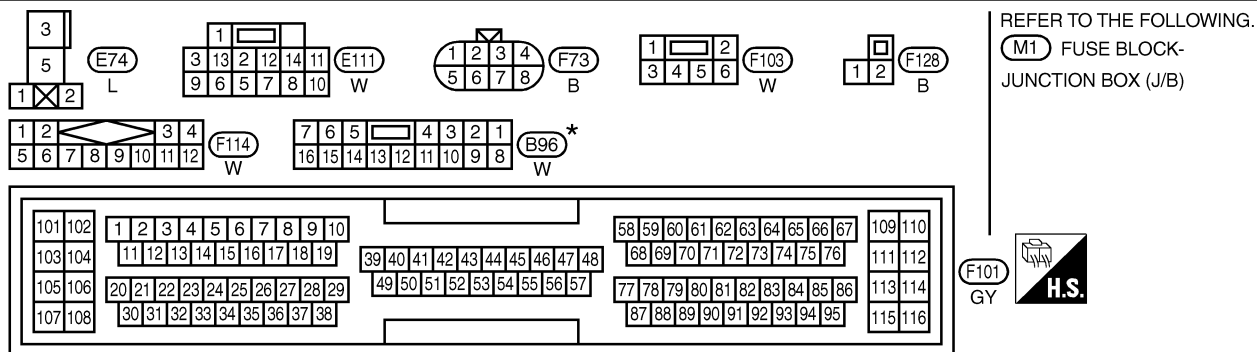 REFER TO THE FOLLOWING.
M1 FUSE BLOCK-
JUNCTION BOX (J/B)
3
5
1 2
E74
L
1
3 13 2 12 14 11
9 6 5 7 8 10
E111
W
1 2 3 4
5 6 7 8
F73
B
1 2
3 4 5 6
F103
W
1 2
F128
B
1 2 3 4
5 6 7 8 9 10 11 12
F114
W
7 6 5 4 3 2 1
16 15 14 13 12 11 10 9 8
B96 *
W
101 102
103 104
105 106
107 108
1 2 3 4 5 6 7 8 9 10
11 12 13 14 15 16 17 18 19
20 21 22 23 24 25 26 27 28 29
30 31 32 33 34 35 36 37 38
39 40 41 42 43 44 45 46 47 48
49 50 51 52 53 54 55 56 57
58 59 60 61 62 63 64 65 66 67
68 69 70 71 72 73 74 75 76
77 78 79 80 81 82 83 84 85 86
87 88 89 90 91 92 93 94 95
109 110
111 112
113 114
115 116
F101
GY
H.S.